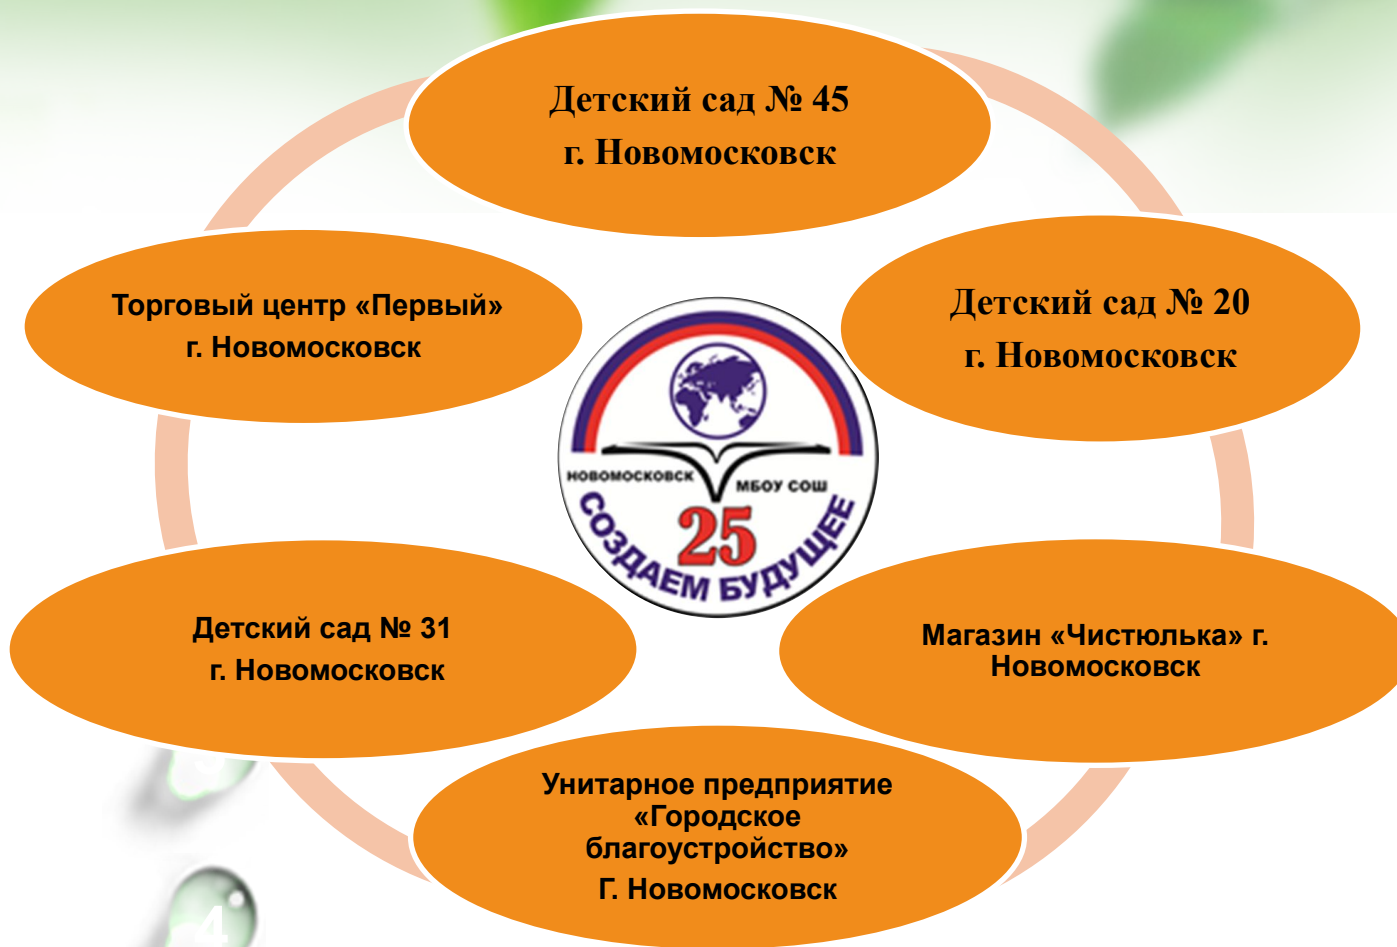 Детский сад № 45
г. Новомосковск
Детский сад № 20
г. Новомосковск
Торговый центр «Первый»
г. Новомосковск
НОВОМОСКОВСК
МБОУ СОШ
25
СОЗДАЕМ БУДУЩЕЕ
Детский сад № 31
г. Новомосковск
Магазин «Чистюлька» г.
Новомосковск
Унитарное предприятие
«Городское
благоустройство»
Г. Новомосковск
4